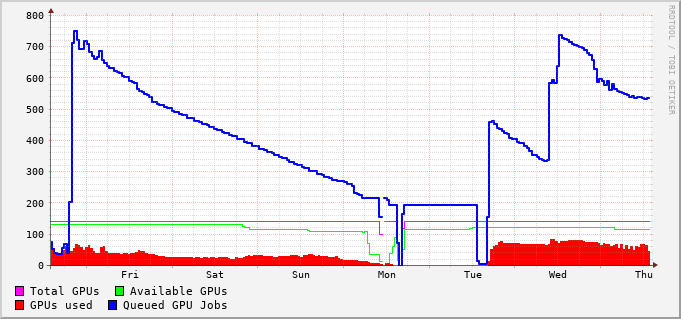 800
700
600
500
400
300
200
100
0
Fri Sat Sun Mon Tue Wed Thu
Total GPUs Available GPUs
GPUs used Queued GPU Jobs
RRDTOOL / TOBI OETIKER